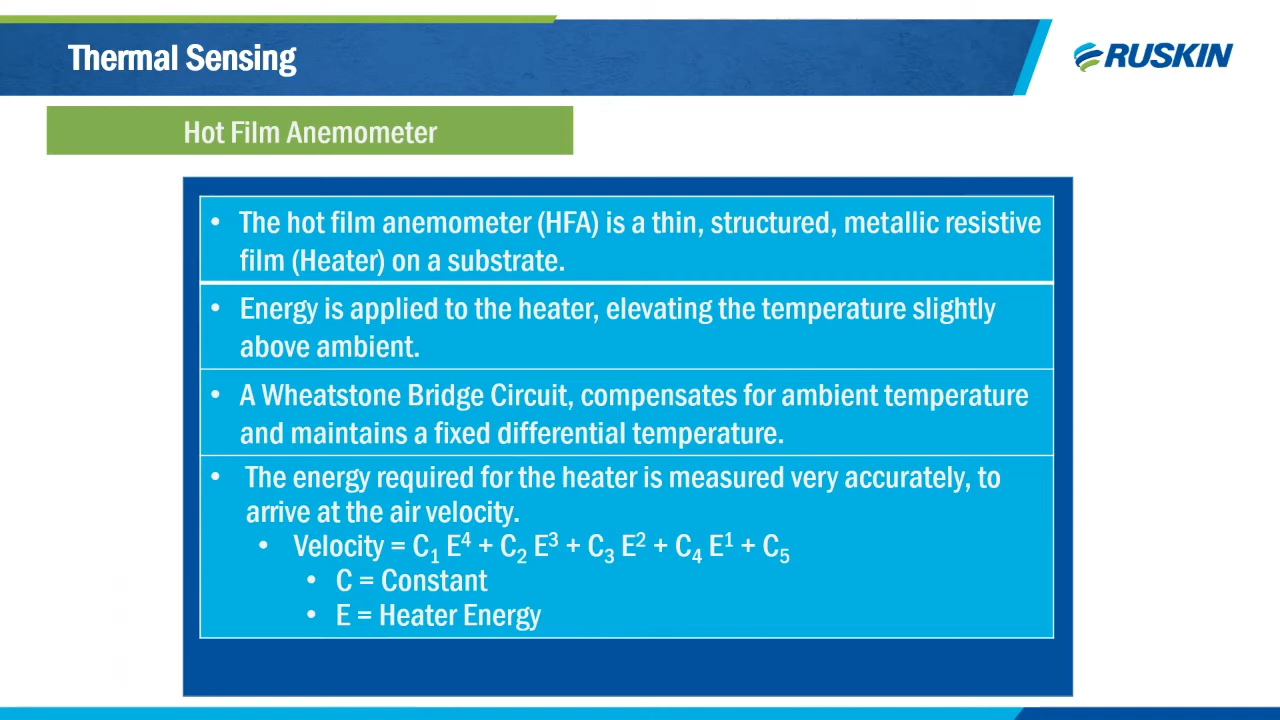 Thermal Sensing
RUSKIN
Hot Film Anemometer
• The hot film anemometer (HFA) is a thin, structured, metallic resistive
film (Heater) on a substrate.
• Energy is applied to the heater, elevating the temperature slightly
above ambient.
• A Wheatstone Bridge Circuit, compensates for ambient temperature
and maintains a fixed differential temperature.
• The energy required for the heater is measured very accurately, to
arrive at the air velocity.
• Velocity = C₁ E⁴ + C₂ E³ + C₃ E² + C₄ E¹ + C₅
• C = Constant
• E = Heater Energy